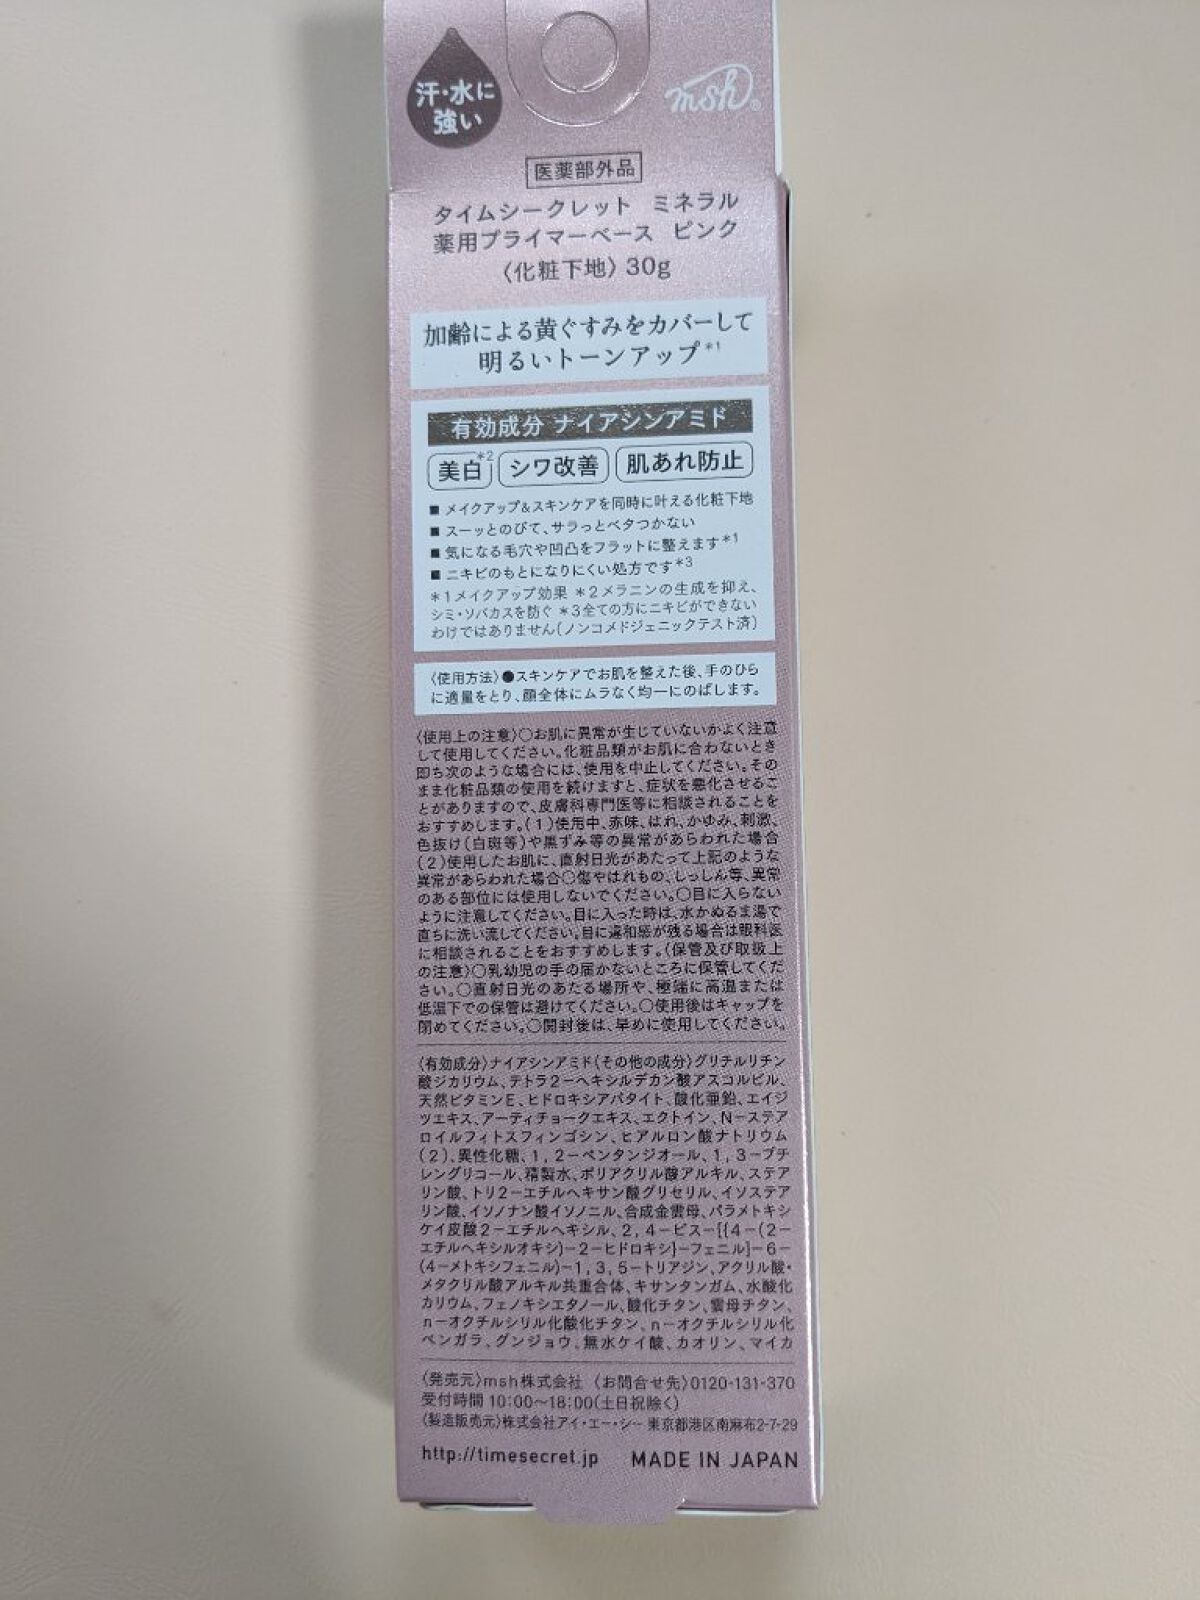 汗・水に
強い
msh®
医薬部外品
タイムシークレット ミネラル
薬用プライマーベース ピンク
〈化粧下地〉 30g
加齢による黄ぐすみをカバーして
明るいトーンアップ*1
有効成分 ナイアシンアミド
美白*2 シワ改善 肌あれ防止
■ メイクアップ&スキンケアを同時に叶える化粧下地
■ スーッとのびて、サラっとベタつかない
■ 気になる毛穴や凹凸をフラットに整えます*1
■ ニキビのもとになりにくい処方です*3
*1メイクアップ効果 *2メラニンの生成を抑え、
シミ・ソバカスを防ぐ *3全ての方にニキビができない
わけではありません(ノンコメドジェニックテスト済)
〈使用方法〉●スキンケアでお肌を整えた後、手のひら
に適量をとり、顔全体にムラなく均一にのばします。
〈使用上の注意〉○お肌に異常が生じていないかよく注意
して使用してください。化粧品類がお肌に合わないとき
即ち次のような場合には、使用を中止してください。その
まま化粧品類の使用を続けますと、症状を悪化させるこ
とがありますので、皮膚科専門医等に相談されることを
おすすめします。(1)使用中、赤味、はれ、かゆみ、刺激、
色抜け(白斑等)や黒ずみ等の異常があらわれた場合
(2)使用したお肌に、直射日光があたって上記のような
異常があらわれた場合○傷やはれもの、しっしん等、異常
のある部位には使用しないでください。○目に入らない
ように注意してください。目に入った時は、水かぬるま湯で
直ちに洗い流してください。目に違和感が残る場合は眼科医
に相談されることをおすすめします。〈保管及び取扱上
の注意〉○乳幼児の手の届かないところに保管してくだ
さい。○直射日光のあたる場所や、極端に高温または
低温下での保管は避けてください。○使用後はキャップを
閉めてください。○開封後は、早めに使用してください。
〈有効成分〉ナイアシンアミド〈その他の成分〉グリチルリチン
酸ジカリウム、テトラ2-ヘキシルデカン酸アスコルビル、
天然ビタミンE、ヒドロキシアパタイト、酸化亜鉛、エイジ
ツエキス、アーティチョークエキス、エクトイン、N-ステア
ロイルフィトスフィンゴシン、ヒアルロン酸ナトリウム
(2)、異性化糖、1,2-ペンタンジオール、1,3-ブチ
レングリコール、精製水、ポリアクリル酸アルキル、ステア
リン酸、トリ2-エチルヘキサン酸グリセリル、イソステア
リン酸、イソノナン酸イソノニル、合成金雲母、パラメトキシ
ケイ皮酸2-エチルヘキシル、2,4-ビス-[{4-(2-
エチルヘキシルオキシ)-2-ヒドロキシ}-フェニル]-6-
(4-メトキシフェニル)-1,3,5-トリアジン、アクリル酸・
メタクリル酸アルキル共重合体、キサンタンガム、水酸化
カリウム、フェノキシエタノール、酸化チタン、雲母チタン、
n-オクチルシリル化酸化チタン、n-オクチルシリル化
ベンガラ、グンジョウ、無水ケイ酸、カオリン、マイカ
〈発売元〉msh株式会社 〈お問合せ先〉0120-131-370
受付時間 10:00〜18:00(土日祝除く)
〈製造販売元〉株式会社アイ・エー・シー 東京都港区南麻布2-7-29
http://timesecret.jp MADE IN JAPAN